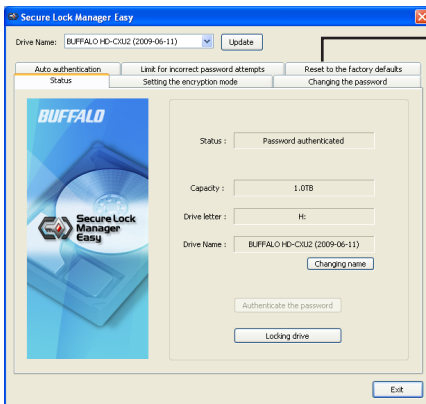 Secure Lock Manager Easy
Drive Name: BUFFALO HD-CXU2 (2009-06-11) Update
Auto authentication Limit for incorrect password attempts Reset to the factory defaults
Status Setting the encryption mode Changing the password
BUFFALO
Status : Password authenticated
Capacity : 1.0TB
Drive letter : H:
Secure Lock
Manager
Easy
Drive Name : BUFFALO HD-CXU2 (2009-06-11)
Changing name
Authenticate the password
Locking drive
Exit